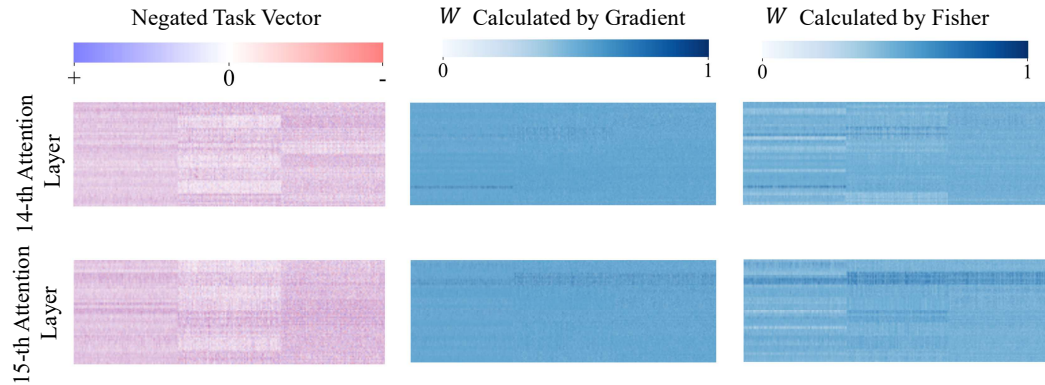 Negated Task Vector
W Calculated by Gradient
W Calculated by Fisher
+ 0 -
0 1
0 1
14-th Attention
Layer
15-th Attention
Layer